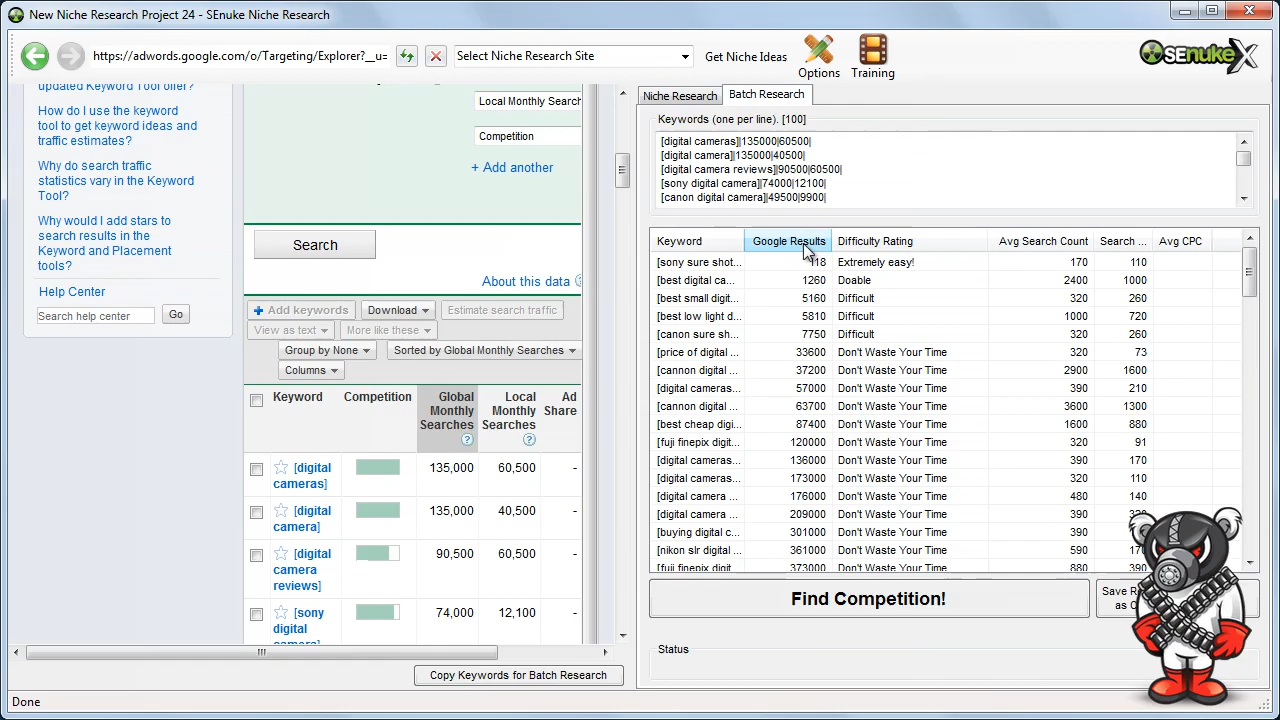 New Niche Research Project 24 - SEnuke Niche Research
https://adwords.google.com/o/Targeting/Explorer?__u=
Select Niche Research Site
Get Niche Ideas
Options
Training
SEnuke X
updated Keyword Tool offer?
How do I use the keyword
tool to get keyword ideas and
traffic estimates?
Why do search traffic
statistics vary in the Keyword
Tool?
Why would I add stars to
search results in the
Keyword and Placement
tools?
Help Center
Search help center
Go
Local Monthly Search
Competition
+ Add another
Search
About this data
Add keywords
Download
Estimate search traffic
View as text
More like these
Group by None
Sorted by Global Monthly Searches
Columns
Keyword Competition Global Monthly Searches ? Local Monthly Searches ? Ad Share
[digital cameras] 135,000 60,500 -
[digital camera] 135,000 40,500 -
[digital camera reviews] 90,500 60,500 -
[sony digital camera] 74,000 12,100 -
Copy Keywords for Batch Research
Niche Research
Batch Research
Keywords (one per line). [100]
[digital cameras]|135000|60500|
[digital camera]|135000|40500|
[digital camera reviews]|90500|60500|
[sony digital camera]|74000|12100|
[canon digital camera]|49500|9900|
Keyword Google Results Difficulty Rating Avg Search Count Search ... Avg CPC
[sony sure shot... 118 Extremely easy! 170 110
[best digital ca... 1260 Doable 2400 1000
[best small digit... 5160 Difficult 320 260
[best low light d... 5810 Difficult 1000 720
[canon sure sh... 7750 Difficult 320 260
[price of digital ... 33600 Don't Waste Your Time 320 73
[cannon digital ... 37200 Don't Waste Your Time 2900 1600
[digital cameras... 57000 Don't Waste Your Time 390 210
[cannon digital ... 63700 Don't Waste Your Time 3600 1300
[best cheap digi... 87400 Don't Waste Your Time 1600 880
[fuji finepix digit... 120000 Don't Waste Your Time 320 91
[digital cameras... 136000 Don't Waste Your Time 390 170
[digital cameras... 173000 Don't Waste Your Time 320 110
[digital camera ... 176000 Don't Waste Your Time 480 140
[digital camera ... 209000 Don't Waste Your Time 390
[buying digital c... 301000 Don't Waste Your Time 390
[nikon slr digital ... 361000 Don't Waste Your Time 590
[fuji finepix digit... 373000 Don't Waste Your Time 880
Find Competition!
Save
as
Status
Done